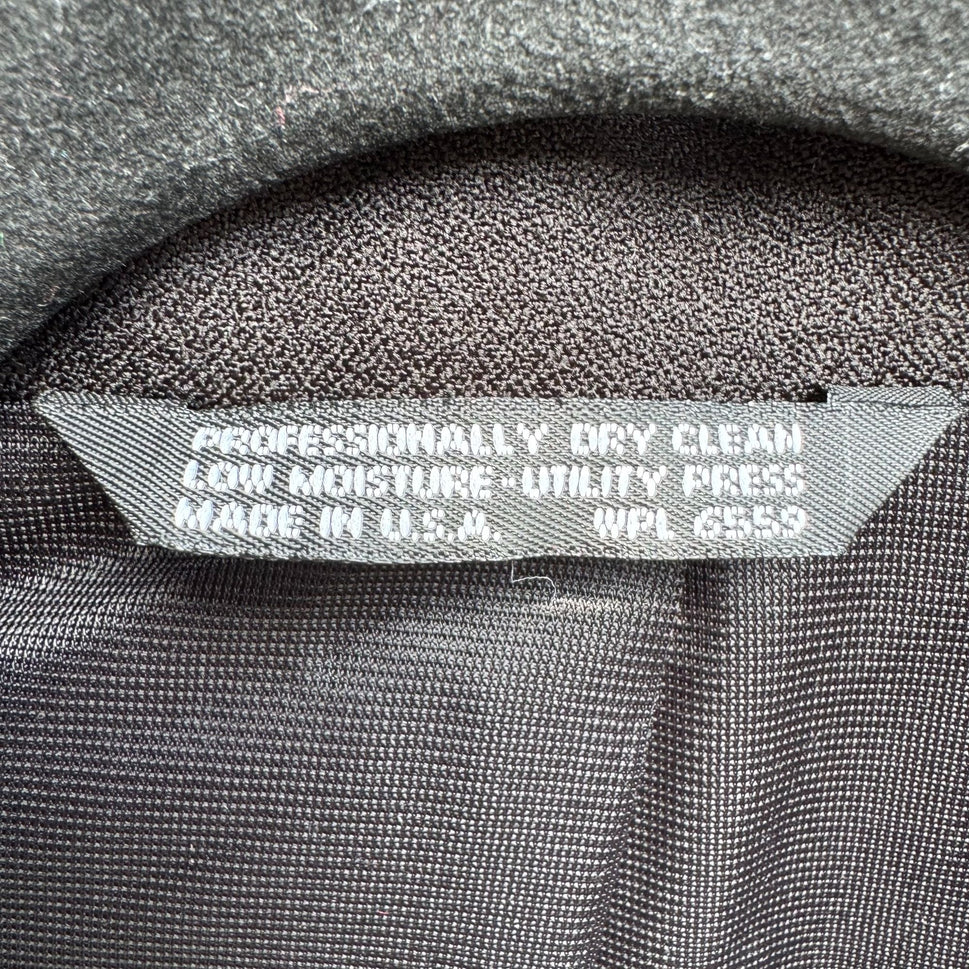 PROFESSIONALLY DRY CLEAN
LOW MOISTURE-UTILITY PRESS
MADE IN U.S.A. WPL 6559